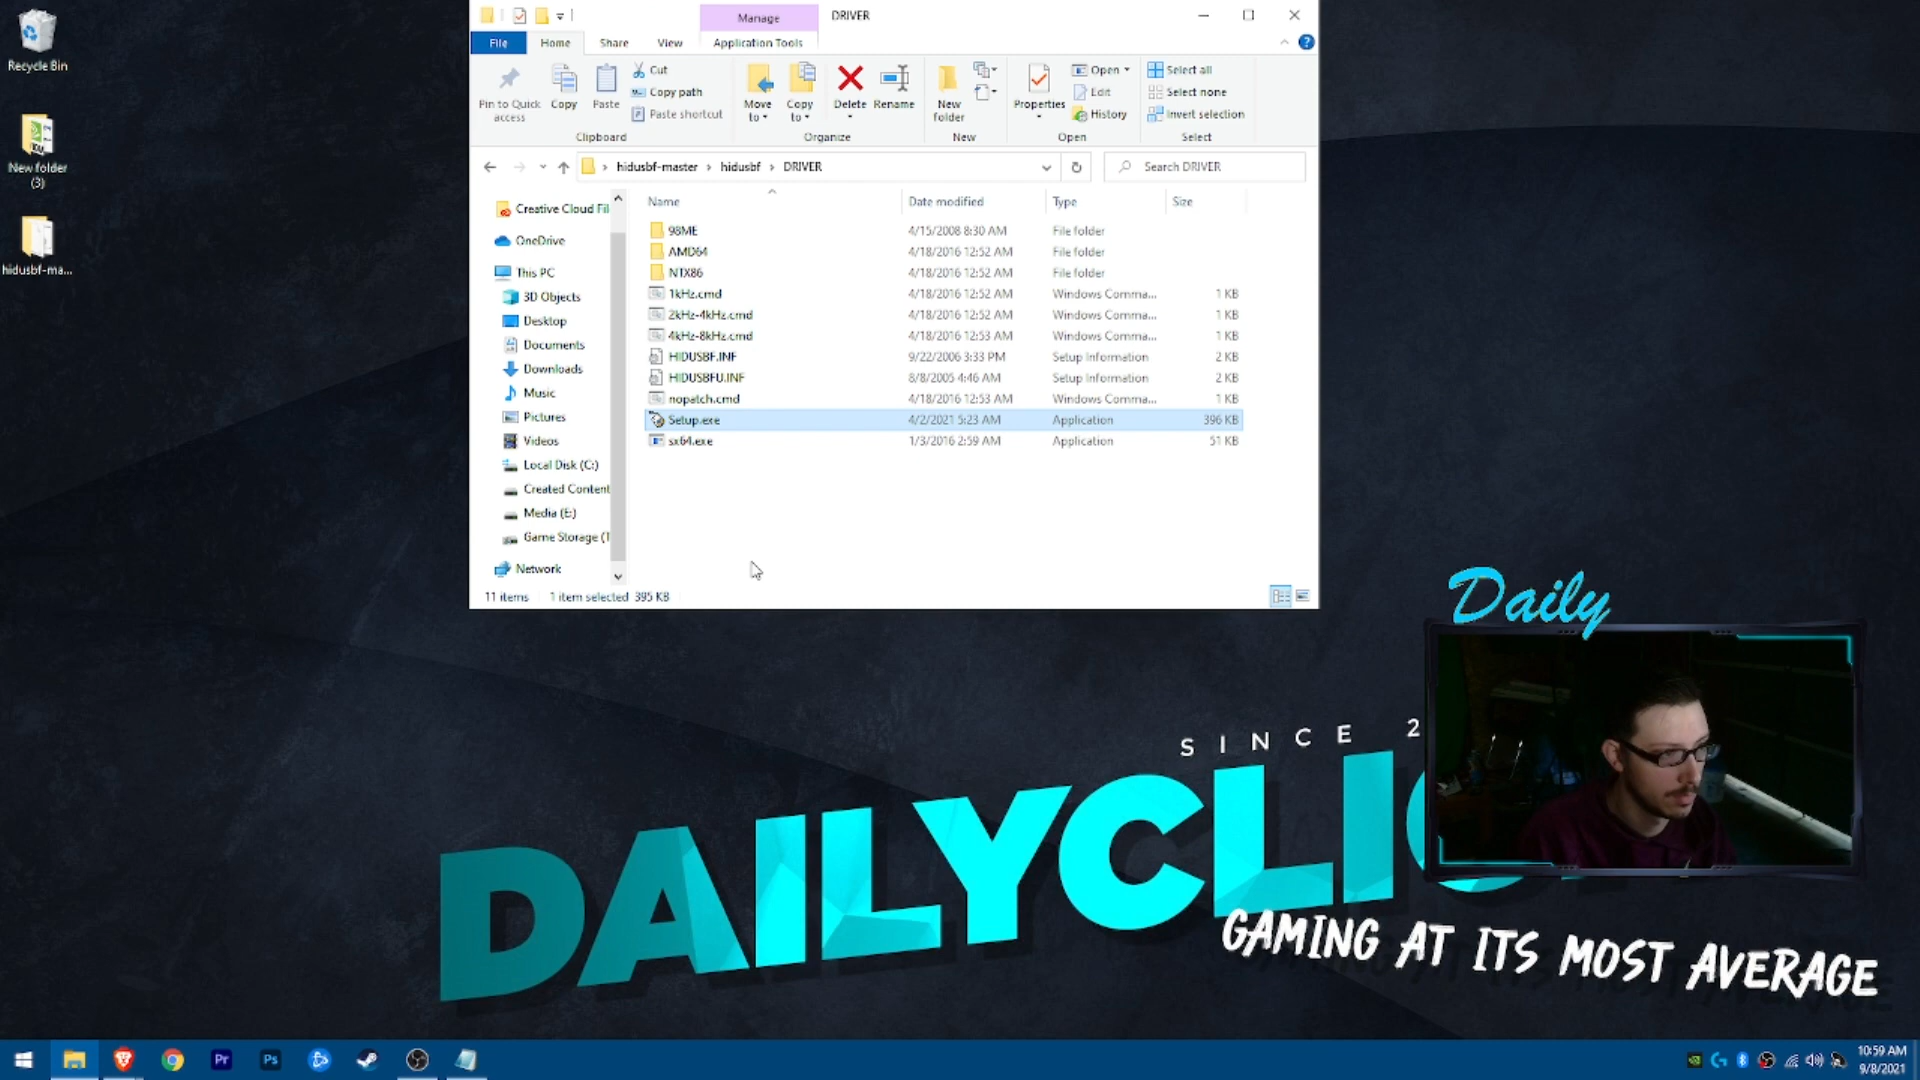 Recycle Bin
New folder
(3)
hidusbf-ma...
Manage
DRIVER
File
Home
Share
View
Application Tools
Pin to Quick
access
Copy
Paste
Cut
Copy path
Paste shortcut
Clipboard
Move
to
Copy
to
Delete
Rename
Organize
New
folder
New
Properties
Open
Edit
History
Open
Select all
Select none
Invert selection
Select
hidusbf-master > hidusbf > DRIVER
Search DRIVER
Name Date modified Type Size
98ME 4/15/2008 8:30 AM File folder
AMD64 4/18/2016 12:52 AM File folder
NTX86 4/18/2016 12:52 AM File folder
1kHz.cmd 4/18/2016 12:52 AM Windows Comma... 1 KB
2kHz-4kHz.cmd 4/18/2016 12:52 AM Windows Comma... 1 KB
4kHz-8kHz.cmd 4/18/2016 12:53 AM Windows Comma... 1 KB
HIDUSBF.INF 9/22/2006 3:33 PM Setup Information 2 KB
HIDUSBFU.INF 8/8/2005 4:46 AM Setup Information 2 KB
nopatch.cmd 4/18/2016 12:53 AM Windows Comma... 1 KB
Setup.exe 4/2/2021 5:23 AM Application 396 KB
sx64.exe 1/3/2016 2:59 AM Application 51 KB
Creative Cloud Fil
OneDrive
This PC
3D Objects
Desktop
Documents
Downloads
Music
Pictures
Videos
Local Disk (C:)
Created Content
Media (E:)
Game Storage (
Network
11 items 1 item selected 395 KB
Daily
SINCE 2
DAILYCLI
GAMING AT ITS MOST AVERAGE
Pr
Ps
10:59 AM
9/8/2021